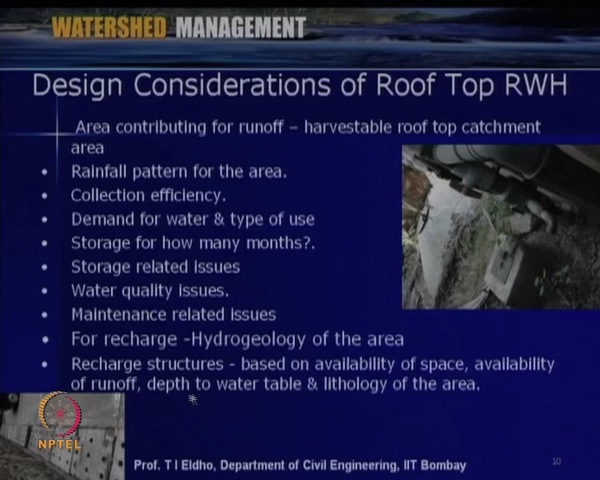 WATERSHED MANAGEMENT
Design Considerations of Roof Top RWH
Area contributing for runoff – harvestable roof top catchment
area
• Rainfall pattern for the area.
• Collection efficiency.
• Demand for water & type of use
• Storage for how many months?.
• Storage related issues
• Water quality issues.
• Maintenance related issues
• For recharge -Hydrogeology of the area
• Recharge structures - based on availability of space, availability
of runoff, depth to water table & lithology of the area.
NPTEL
Prof. T I Eldho, Department of Civil Engineering, IIT Bombay
10